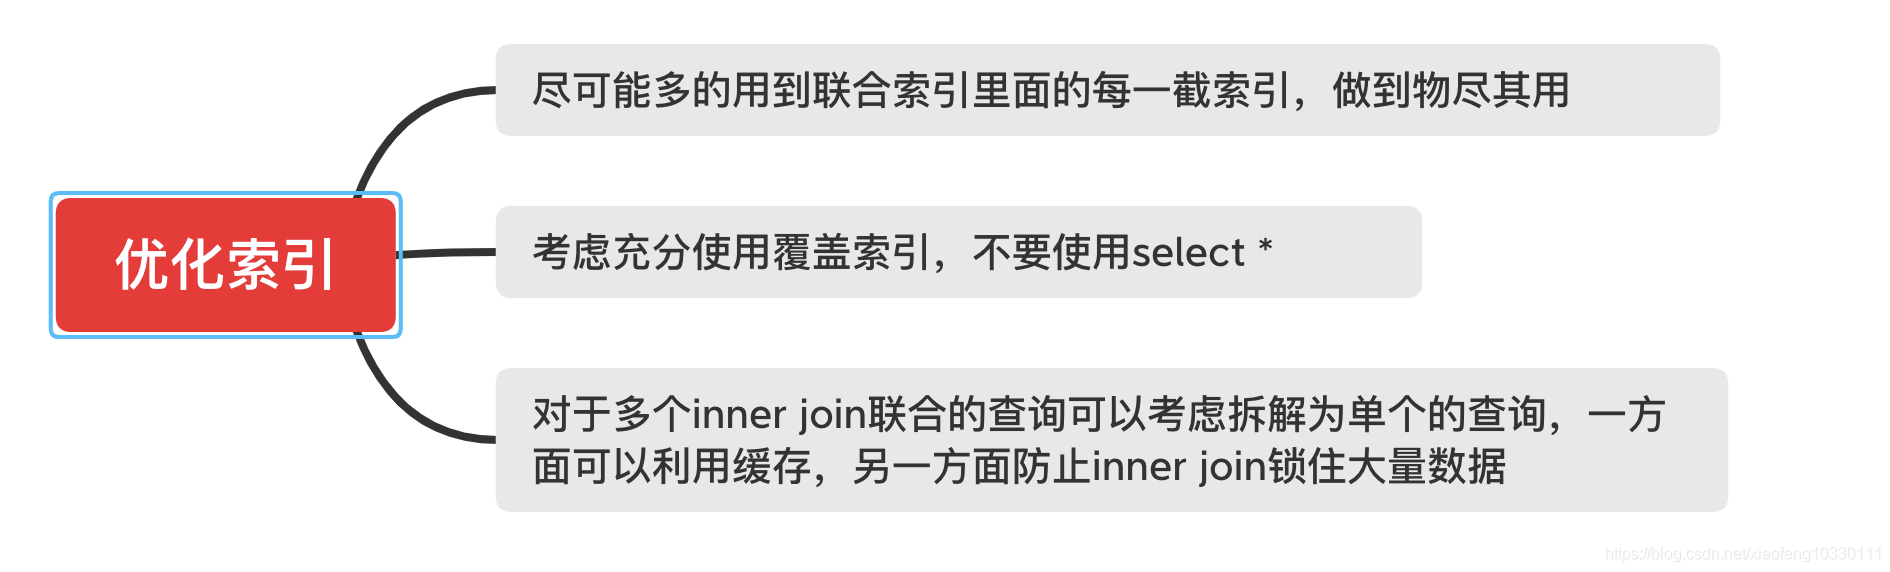 尽可能多的用到联合索引里面的每一截索引，做到物尽其用
优化索引
考虑充分使用覆盖索引，不要使用select *
对于多个inner join联合的查询可以考虑拆解为单个的查询，一方
面可以利用缓存，另一方面防止inner join锁住大量数据
https://blog.csdn.net/xiaofeng10330111